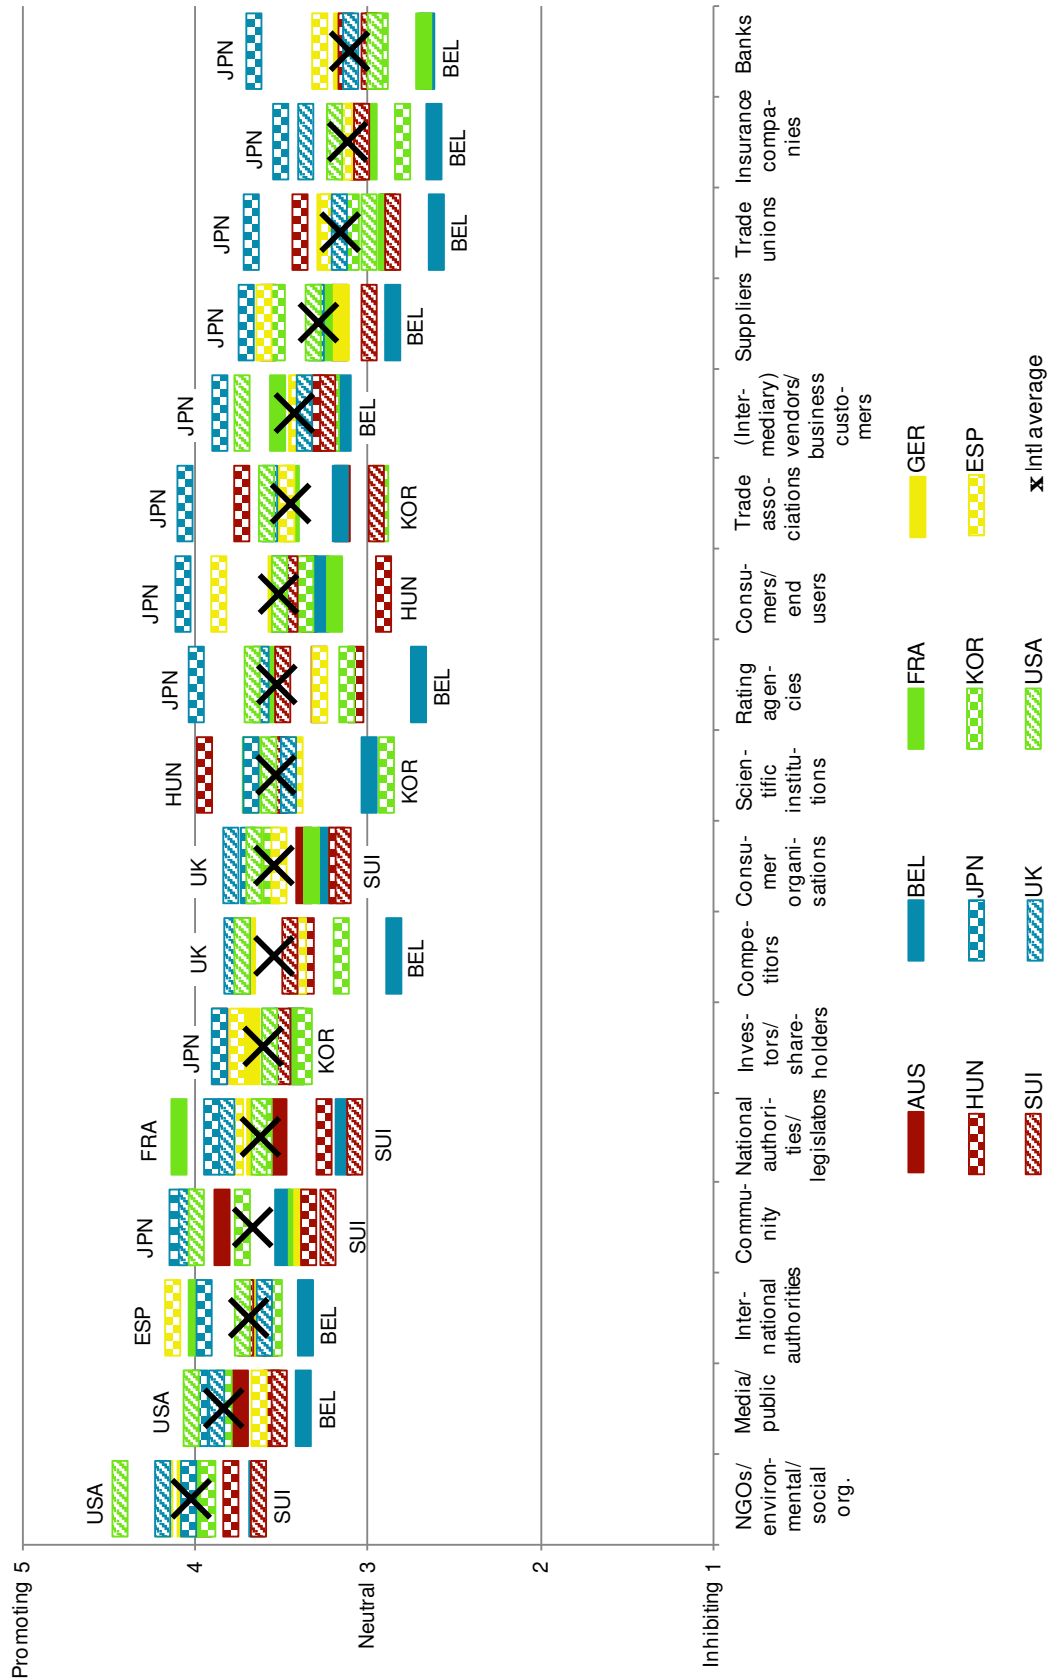 Promoting 5
4
Neutral 3
2
Inhibiting 1
USA
SUI
USA
BEL
ESP
BEL
JPN
SUI
FRA
SUI
JPN
KOR
UK
BEL
UK
SUI
HUN
KOR
JPN
BEL
JPN
HUN
JPN
KOR
JPN
BEL
JPN
BEL
JPN
BEL
JPN
BEL
JPN
BEL
NGOs/
environ-
mental/
social
org.
Media/
public
Inter-
national
authorities
Commu-
nity
National
authori-
ties/
legislators
Inves-
tors/
share-
holders
Compe-
titors
Consu-
mer
organi-
sations
Scien-
tific
institu-
tions
Rating
agen-
cies
Consu-
mers/
end
users
Trade
asso-
ciations
(Inter-
mediary)
vendors/
business
custo-
mers
Suppliers
Trade
unions
Insurance
compa-
nies
Banks
AUS
BEL
FRA
GER
HUN
JPN
KOR
ESP
SUI
UK
USA
x Intl average